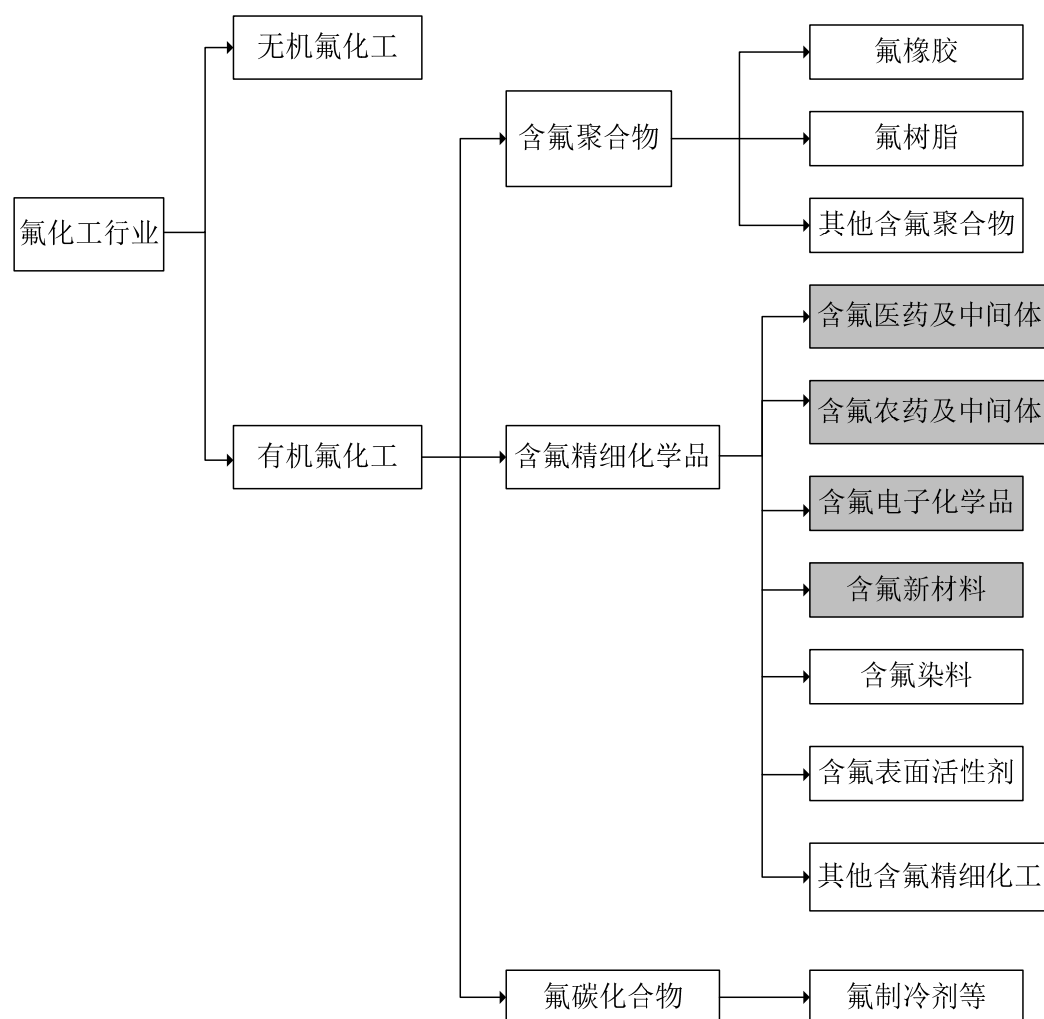 氟化工行业
无机氟化工
有机氟化工
含氟聚合物
氟橡胶
氟树脂
其他含氟聚合物
含氟精细化学品
含氟医药及中间体
含氟农药及中间体
含氟电子化学品
含氟新材料
含氟染料
含氟表面活性剂
其他含氟精细化工
氟碳化合物
氟制冷剂等